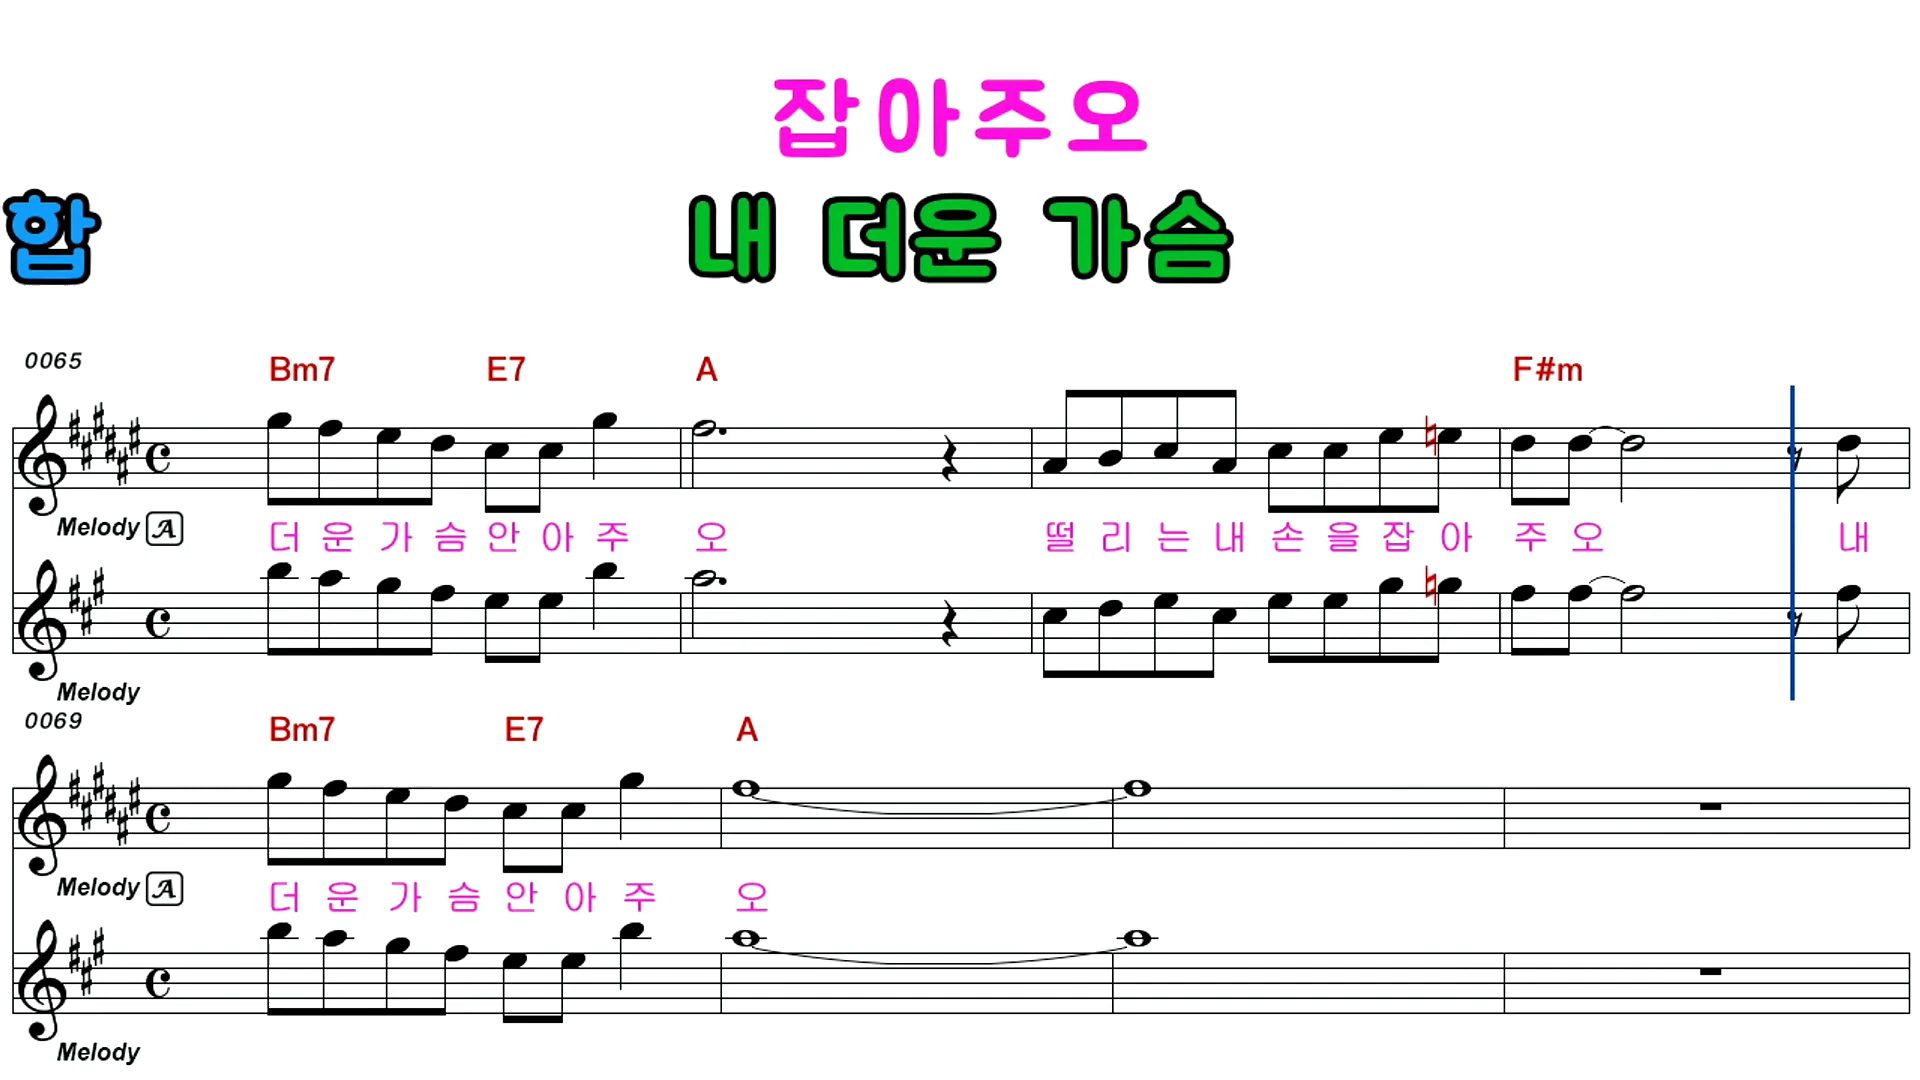 잡아주오
합 내 더운 가슴
0065
Bm7 E7 A F#m
Melody A 더 운 가 슴 안 아 주 오 떨 리 는 내 손 을 잡 아 주 오 내
Melody
0069
Bm7 E7 A
Melody A 더 운 가 슴 안 아 주 오
Melody